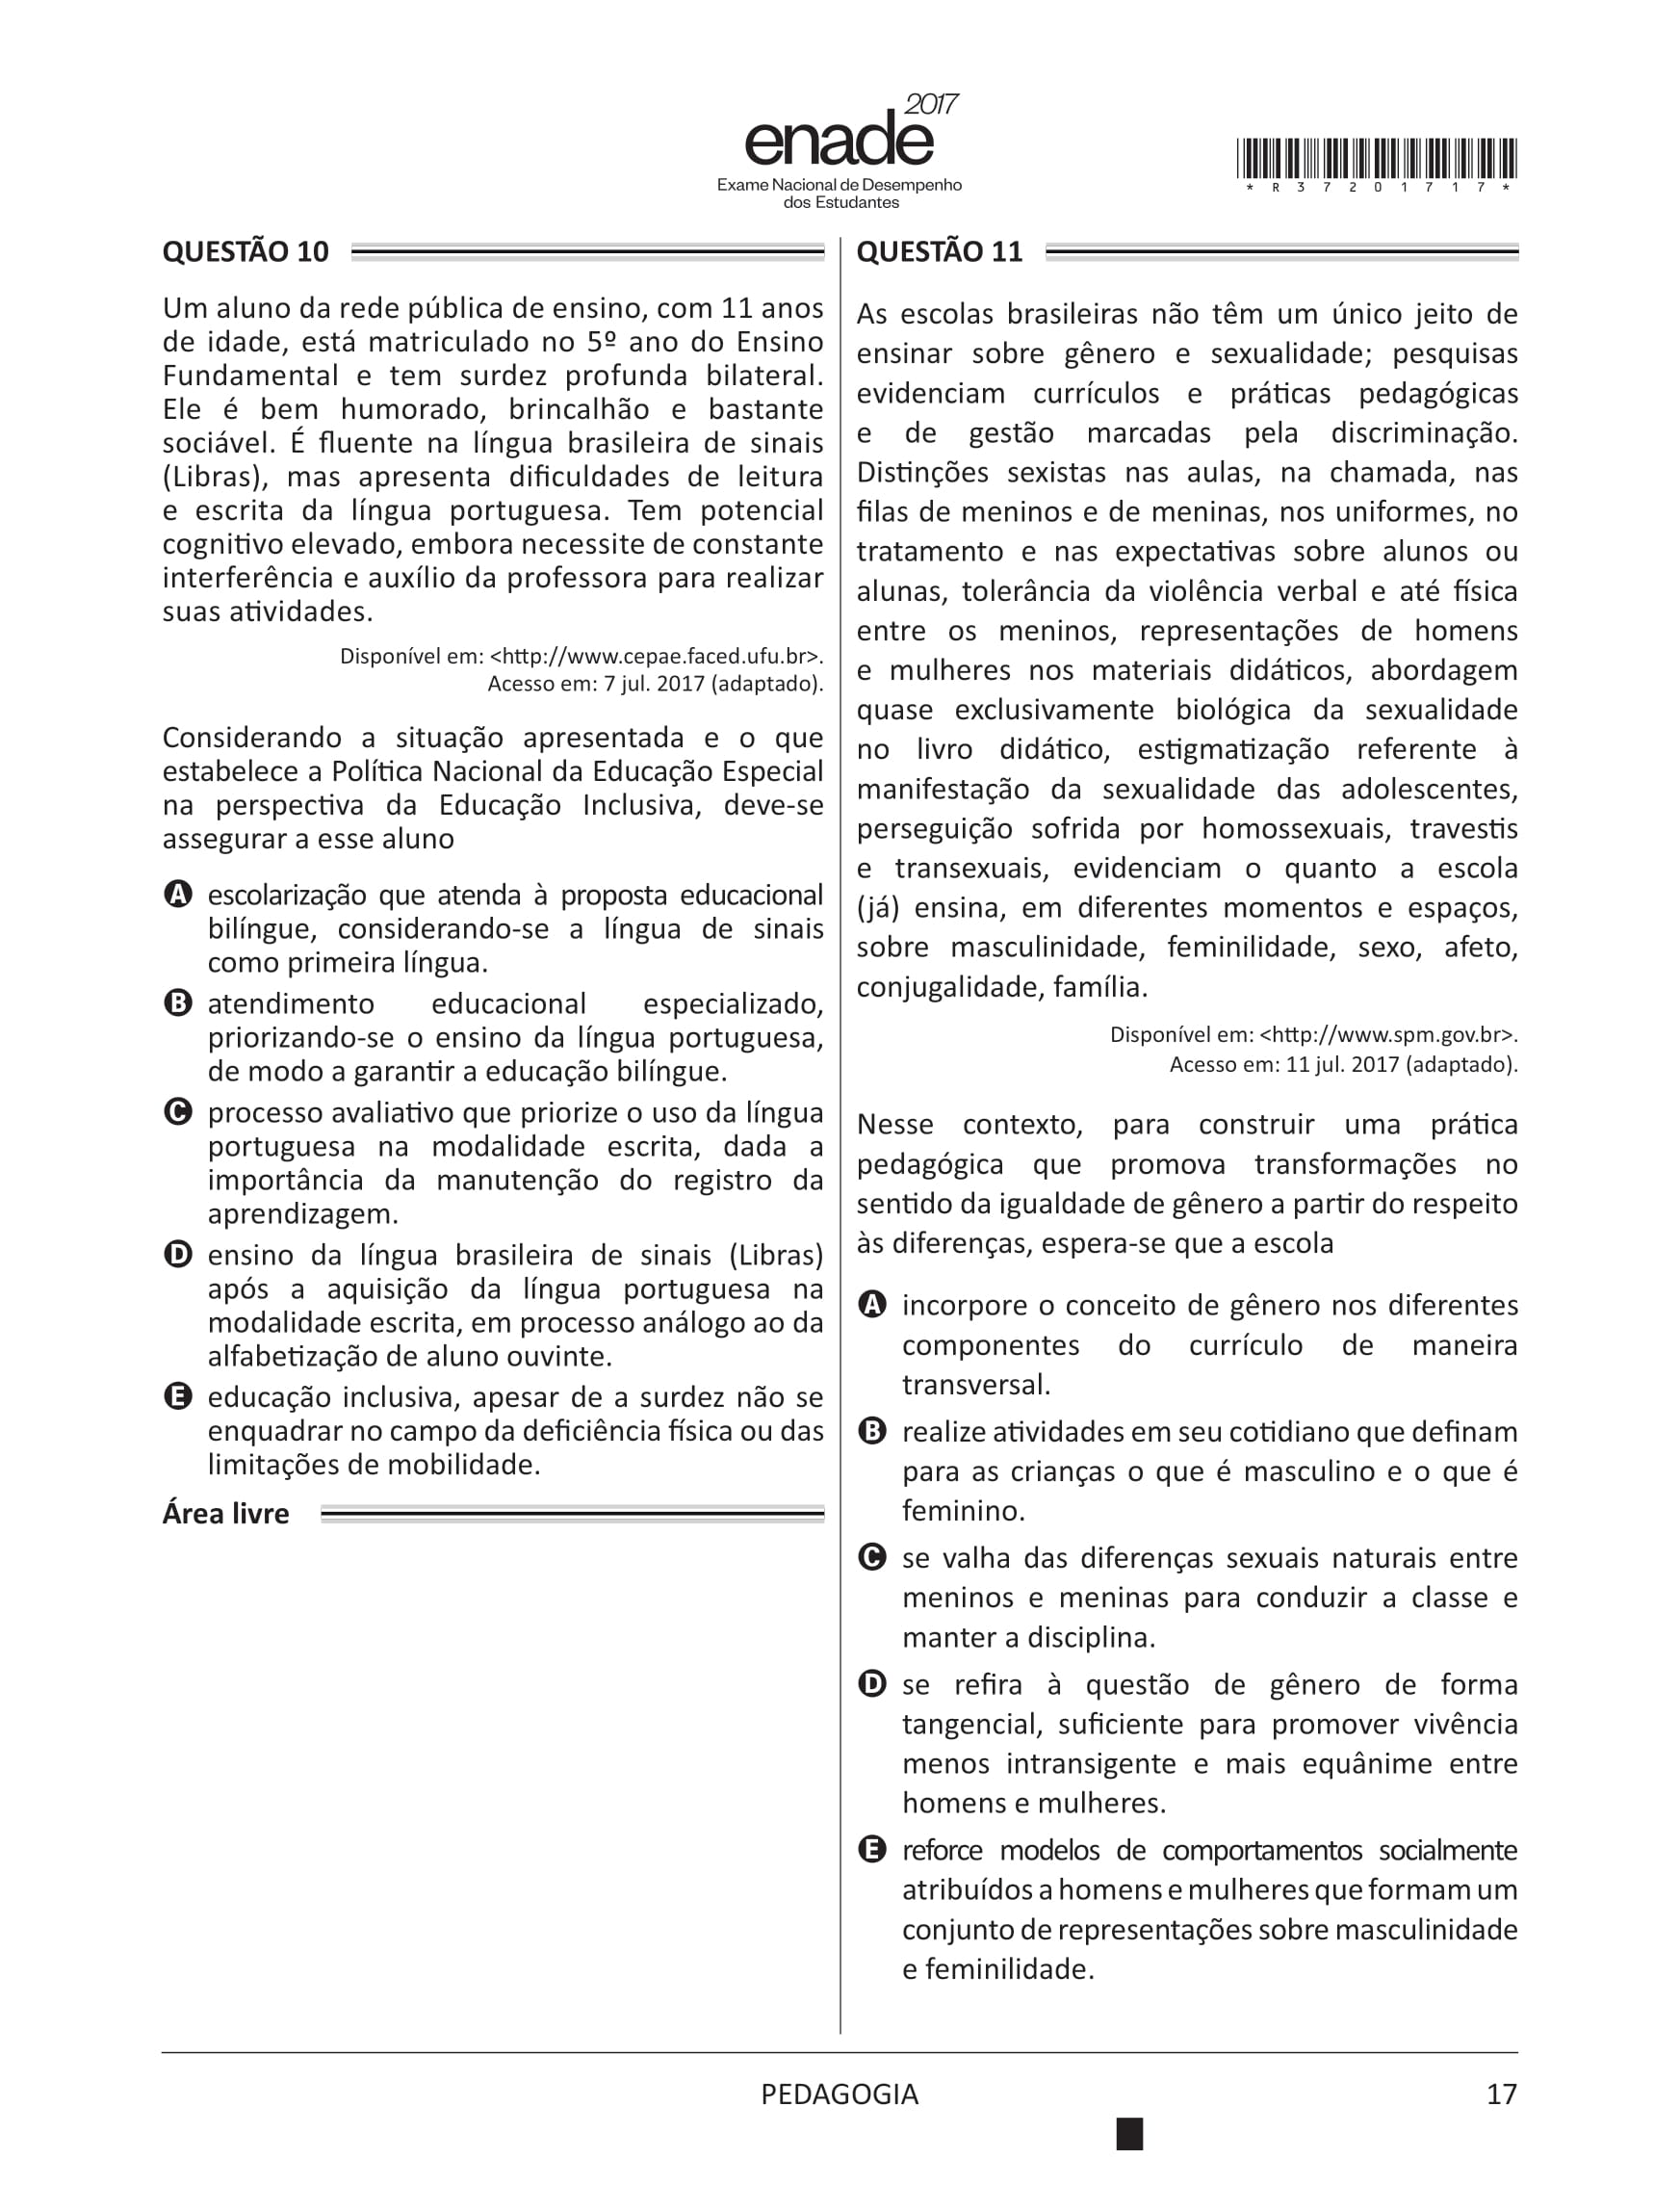 2017
enade
Exame Nacional de Desempenho
dos Estudantes
* R 3 7 2 0 1 7 1 7 *
QUESTÃO 10
Um aluno da rede pública de ensino, com 11 anos
de idade, está matriculado no 5º ano do Ensino
Fundamental e tem surdez profunda bilateral.
Ele é bem humorado, brincalhão e bastante
sociável. É fluente na língua brasileira de sinais
(Libras), mas apresenta dificuldades de leitura
e escrita da língua portuguesa. Tem potencial
cognitivo elevado, embora necessite de constante
interferência e auxílio da professora para realizar
suas atividades.
Disponível em: <http://www.cepae.faced.ufu.br>.
Acesso em: 7 jul. 2017 (adaptado).
Considerando a situação apresentada e o que
estabelece a Política Nacional da Educação Especial
na perspectiva da Educação Inclusiva, deve-se
assegurar a esse aluno
A escolarização que atenda à proposta educacional
bilíngue, considerando-se a língua de sinais
como primeira língua.
B atendimento educacional especializado,
priorizando-se o ensino da língua portuguesa,
de modo a garantir a educação bilíngue.
C processo avaliativo que priorize o uso da língua
portuguesa na modalidade escrita, dada a
importância da manutenção do registro da
aprendizagem.
D ensino da língua brasileira de sinais (Libras)
após a aquisição da língua portuguesa na
modalidade escrita, em processo análogo ao da
alfabetização de aluno ouvinte.
E educação inclusiva, apesar de a surdez não se
enquadrar no campo da deficiência física ou das
limitações de mobilidade.
Área livre
QUESTÃO 11
As escolas brasileiras não têm um único jeito de
ensinar sobre gênero e sexualidade; pesquisas
evidenciam currículos e práticas pedagógicas
e de gestão marcadas pela discriminação.
Distinções sexistas nas aulas, na chamada, nas
filas de meninos e de meninas, nos uniformes, no
tratamento e nas expectativas sobre alunos ou
alunas, tolerância da violência verbal e até física
entre os meninos, representações de homens
e mulheres nos materiais didáticos, abordagem
quase exclusivamente biológica da sexualidade
no livro didático, estigmatização referente à
manifestação da sexualidade das adolescentes,
perseguição sofrida por homossexuais, travestis
e transexuais, evidenciam o quanto a escola
(já) ensina, em diferentes momentos e espaços,
sobre masculinidade, feminilidade, sexo, afeto,
conjugalidade, família.
Disponível em: <http://www.spm.gov.br>.
Acesso em: 11 jul. 2017 (adaptado).
Nesse contexto, para construir uma prática
pedagógica que promova transformações no
sentido da igualdade de gênero a partir do respeito
às diferenças, espera-se que a escola
A incorpore o conceito de gênero nos diferentes
componentes do currículo de maneira
transversal.
B realize atividades em seu cotidiano que definam
para as crianças o que é masculino e o que é
feminino.
C se valha das diferenças sexuais naturais entre
meninos e meninas para conduzir a classe e
manter a disciplina.
D se refira à questão de gênero de forma
tangencial, suficiente para promover vivência
menos intransigente e mais equânime entre
homens e mulheres.
E reforce modelos de comportamentos socialmente
atribuídos a homens e mulheres que formam um
conjunto de representações sobre masculinidade
e feminilidade.
PEDAGOGIA
17